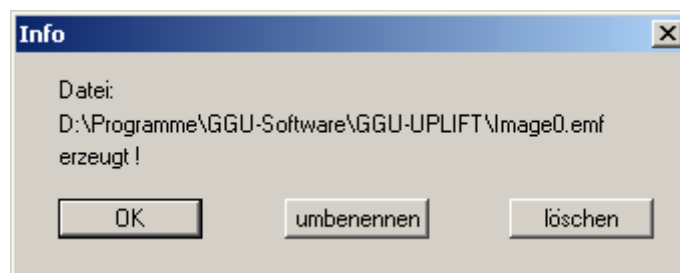 Info
Datei:
D:\Programme\GGU-Software\GGU-UPLIFT\Image0.emf
erzeugt !
OK umbenennen löschen